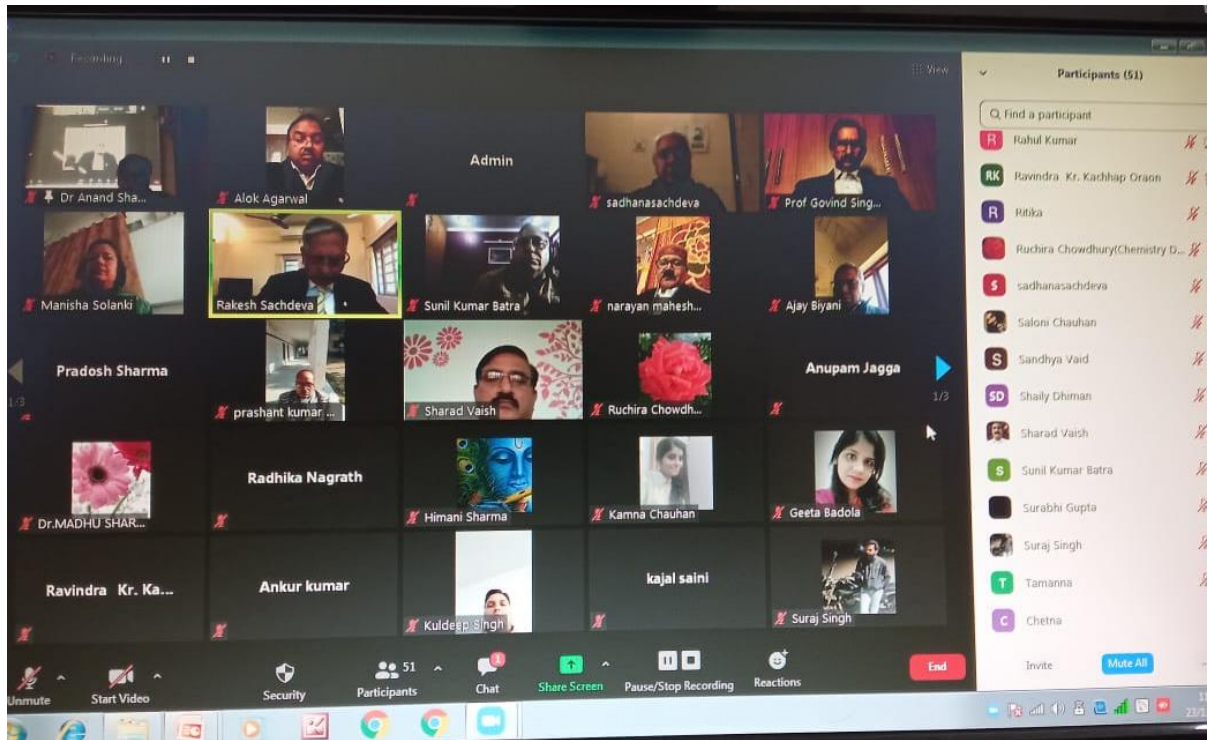 Recording
View
Dr Anand Sha...
Alok Agarwal
Admin
sadhanasachdeva
Prof Govind Sing...
Manisha Solanki
Rakesh Sachdeva
Sunil Kumar Batra
narayan mahesh...
Ajay Biyani
Pradosh Sharma
1/3
prashant kumar ...
Sharad Vaish
Ruchira Chowdh...
Anupam Jagga
1/3
Dr.MADHU SHAR...
Radhika Nagrath
Himani Sharma
Kamna Chauhan
Geeta Badola
Ravindra Kr. Ka...
Ankur kumar
Kuldeep Singh
kajal saini
Suraj Singh
Unmute
Start Video
Security
51
Participants
1
Chat
Share Screen
Pause/Stop Recording
Reactions
End
Participants (51)
Find a participant
R Rahul Kumar
RK Ravindra Kr. Kachhap Oraon
R Ritika
Ruchira Chowdhury(Chemistry D...
S sadhanasachdeva
Saloni Chauhan
S Sandhya Vaid
SD Shaily Dhiman
Sharad Vaish
S Sunil Kumar Batra
Surabhi Gupta
Suraj Singh
T Tamanna
C Chetna
Invite
Mute All